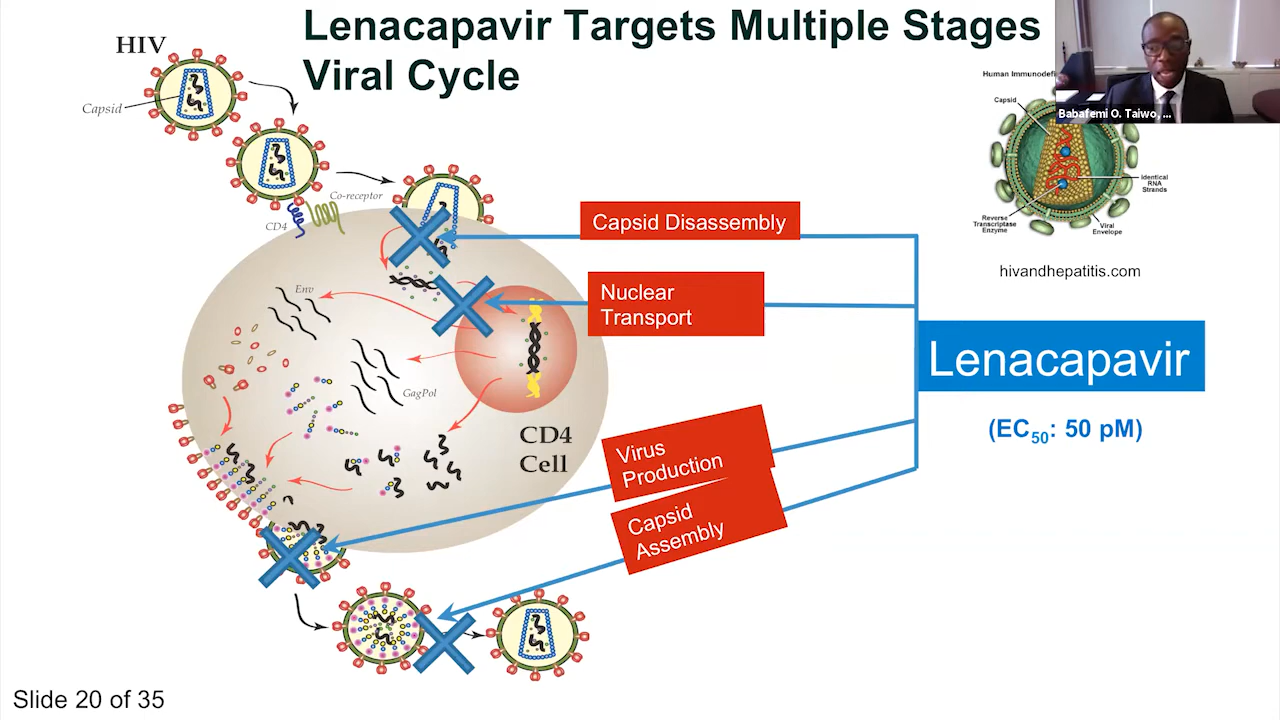 Lenacapavir Targets Multiple Stages
Viral Cycle
HIV
Capsid
Co-receptor
CD4
Env
GagPol
CD4
Cell
Capsid Disassembly
Nuclear
Transport
Virus
Production
Capsid
Assembly
Lenacapavir
(EC50: 50 pM)
Babafemi O. Taiwo, ...
Human
Capsid
Identical
RNA
Strands
Reverse
Transcriptase
Enzyme
Viral
Envelope
hivandhepatitis.com
Slide 20 of 35